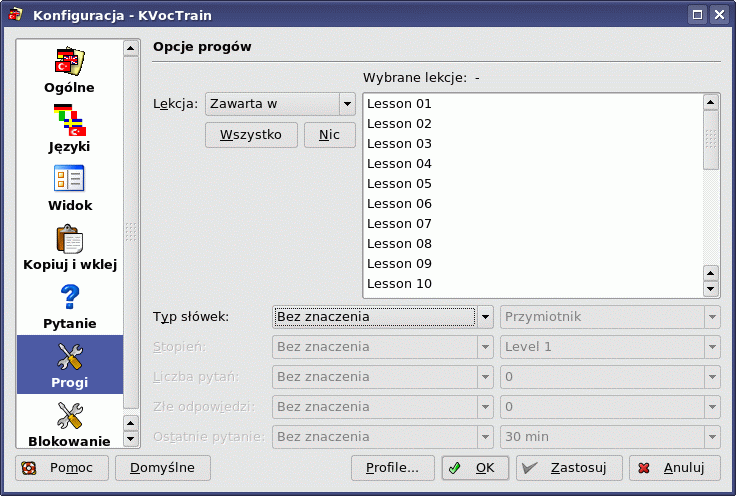 Konfiguracja - KVocTrain
Ogólne
Języki
Widok
Kopiuj i wklej
Pytanie
Progi
Blokowanie
Opcje progów
Wybrane lekcje: -
Lekcja: Zawarta w
Wszystko Nic
Lesson 01
Lesson 02
Lesson 03
Lesson 04
Lesson 05
Lesson 06
Lesson 07
Lesson 08
Lesson 09
Lesson 10
Typ słówek: Bez znaczenia Przymiotnik
Stopień: Bez znaczenia Level 1
Liczba pytań: Bez znaczenia 0
Złe odpowiedzi: Bez znaczenia 0
Ostatnie pytanie: Bez znaczenia 30 min
Pomoc Domyślne Profile... OK Zastosuj Anuluj